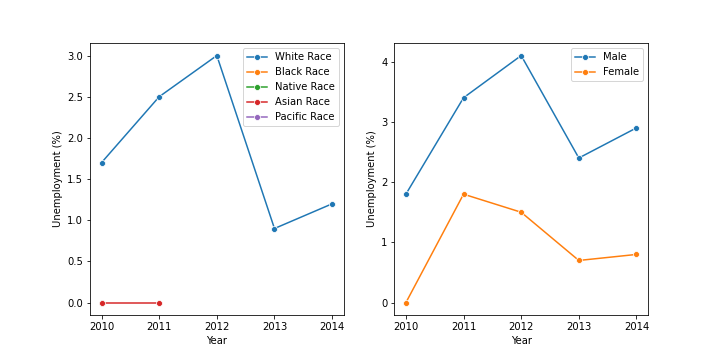 3.0
2.5
2.0
1.5
1.0
0.5
0.0
Unemployment (%)
2010 2011 2012 2013 2014
Year
White Race
Black Race
Native Race
Asian Race
Pacific Race
4
3
2
1
0
Unemployment (%)
2010 2011 2012 2013 2014
Year
Male
Female